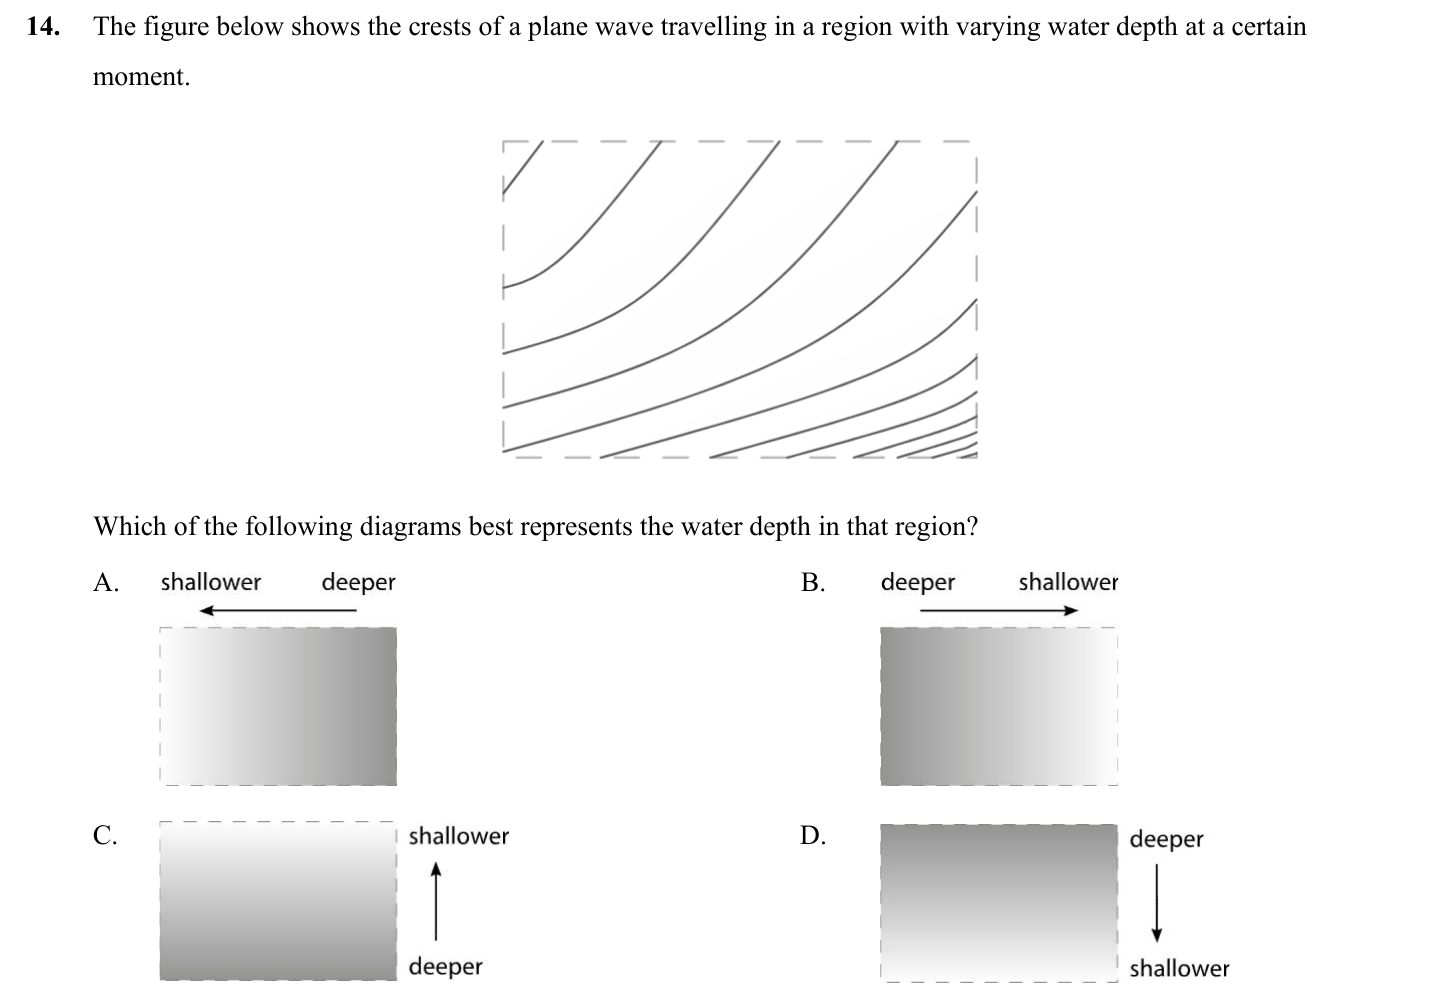 14. The figure below shows the crests of a plane wave travelling in a region with varying water depth at a certain
moment.
Which of the following diagrams best represents the water depth in that region?
A. shallower deeper
B. deeper shallower
C. shallower
deeper
D. deeper
shallower